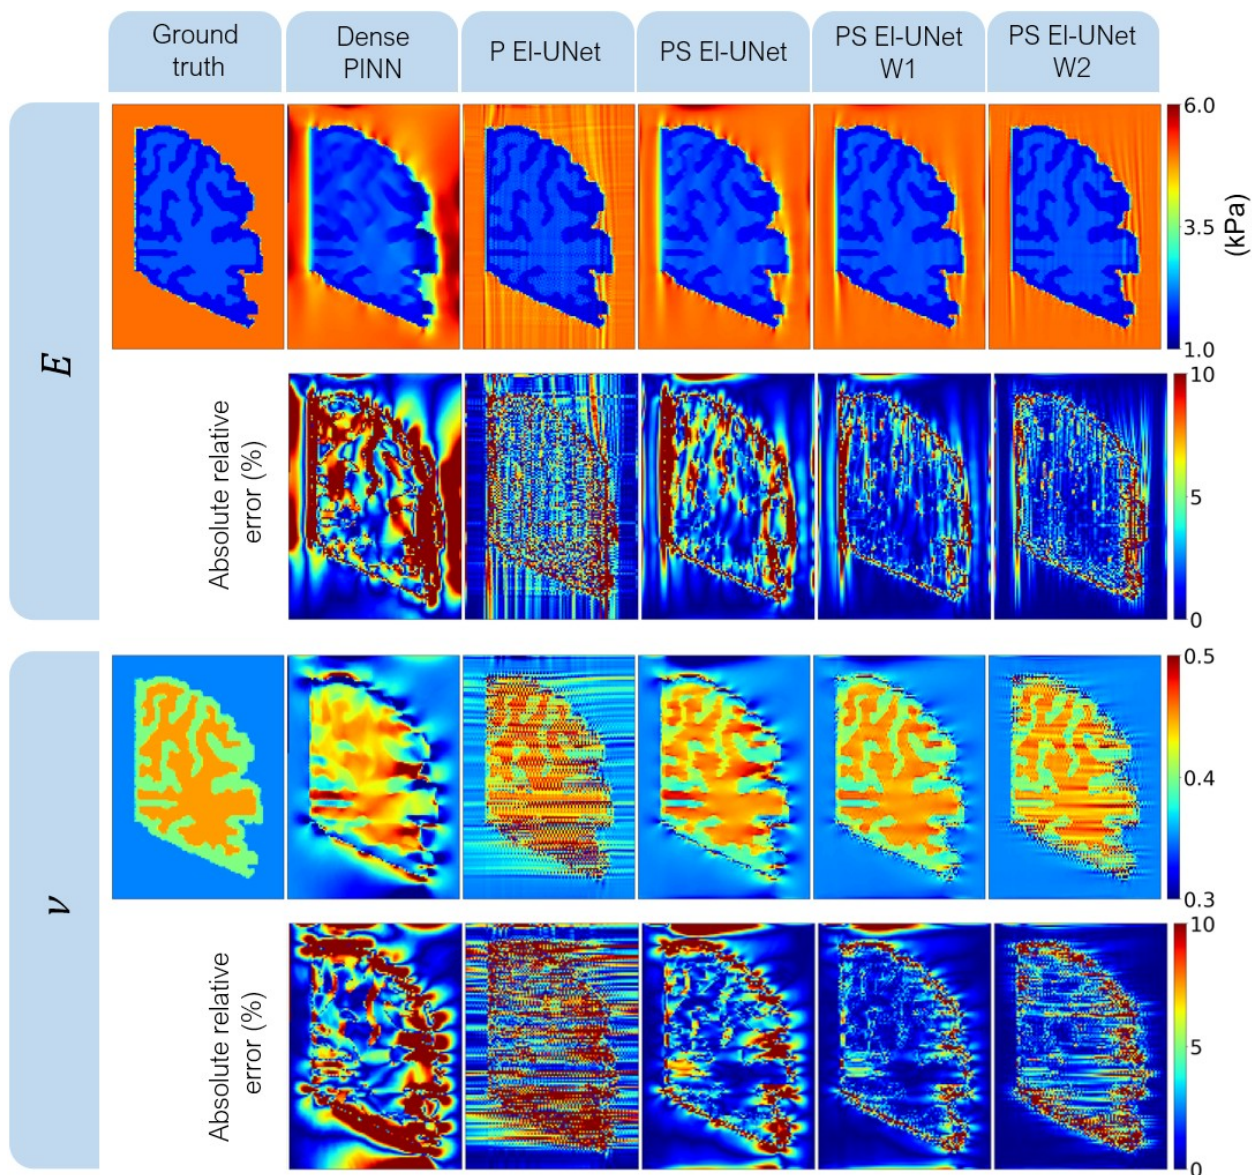 Ground
truth
Dense
PINN
P El-UNet
PS El-UNet
PS El-UNet
W1
PS El-UNet
W2
E
6.0
3.5
1.0
(kPa)
Absolute relative
error (%)
10
5
0
ν
0.5
0.4
0.3
Absolute relative
error (%)
10
5
0